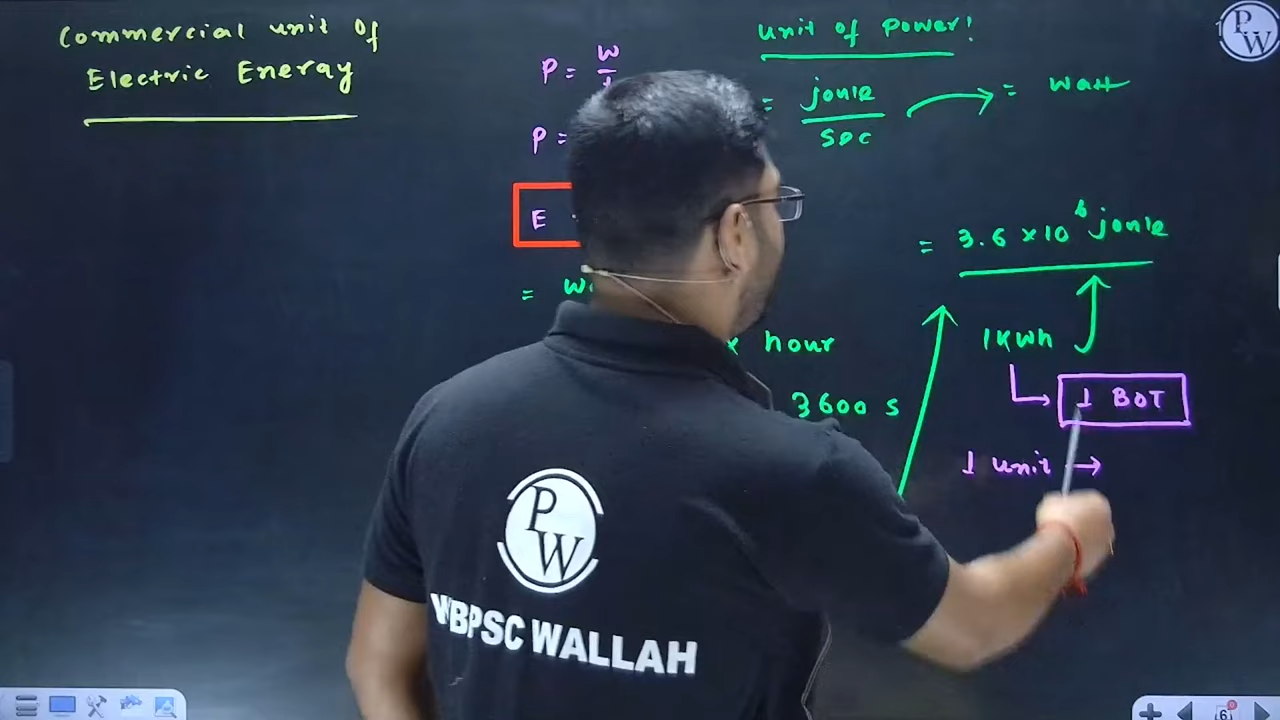 Commercial unit of
Electric Energy
P = W
P =
E
=
unit of Power!
= joule
sec
= Watt
= 3.6 × 10⁶ joule
x hour
3600 s
1 KWh
1 BOT
1 unit →
P
W
WBPSC WALLAH
P
W
6